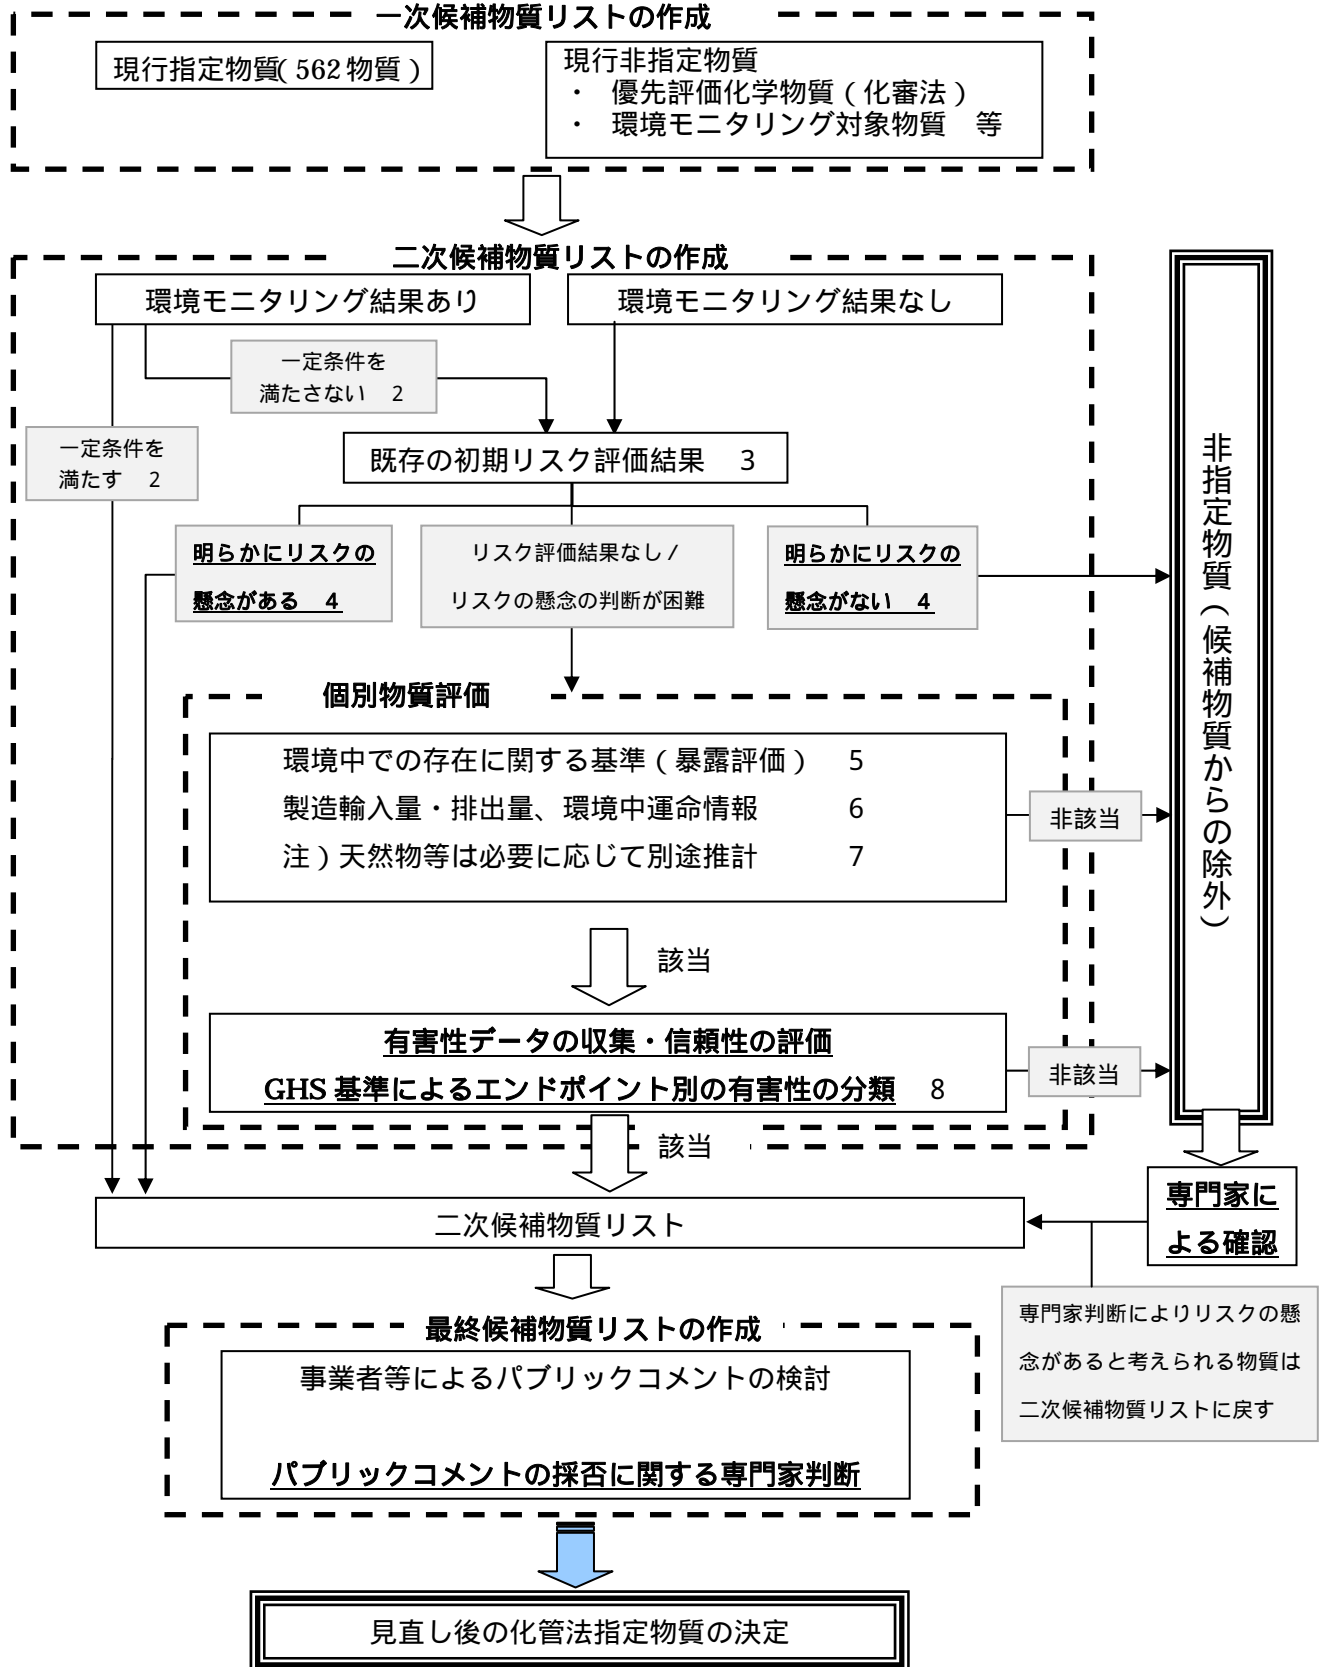 一次候補物質リストの作成
現行指定物質(562物質)
現行非指定物質
・ 優先評価化学物質(化審法)
・ 環境モニタリング対象物質 等
二次候補物質リストの作成
環境モニタリング結果あり
環境モニタリング結果なし
一定条件を
満たさない 2
一定条件を
満たす 2
既存の初期リスク評価結果 3
明らかにリスクの
懸念がある 4
リスク評価結果なし/
リスクの懸念の判断が困難
明らかにリスクの
懸念がない 4
非指定物質(候補物質からの除外)
個別物質評価
環境中での存在に関する基準(暴露評価) 5
製造輸入量・排出量、環境中運命情報 6
注)天然物等は必要に応じて別途推計 7
非該当
該当
有害性データの収集・信頼性の評価
GHS 基準によるエンドポイント別の有害性の分類 8
非該当
該当
専門家に
よる確認
二次候補物質リスト
専門家判断によりリスクの懸
念があると考えられる物質は
二次候補物質リストに戻す
最終候補物質リストの作成
事業者等によるパブリックコメントの検討
パブリックコメントの採否に関する専門家判断
見直し後の化管法指定物質の決定